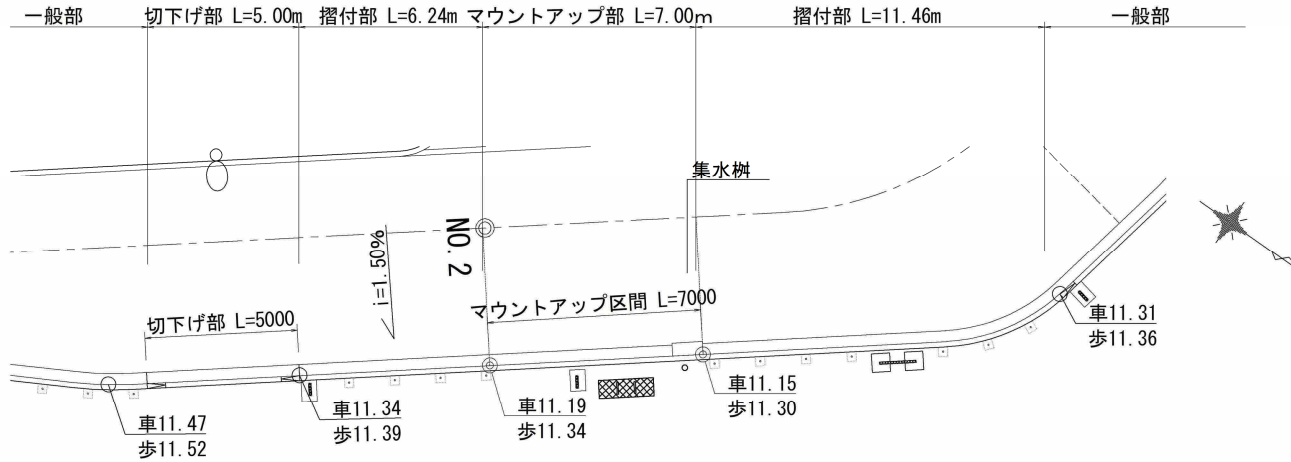 一般部
切下げ部 L=5.00m
摺付部 L=6.24m
マウントアップ部 L=7.00m
摺付部 L=11.46m
一般部
集水桝
NO.2
i=1.50%
マウントアップ区間 L=7000
切下げ部 L=5000
車11.31
歩11.36
車11.15
歩11.30
車11.19
歩11.34
車11.34
歩11.39
車11.47
歩11.52